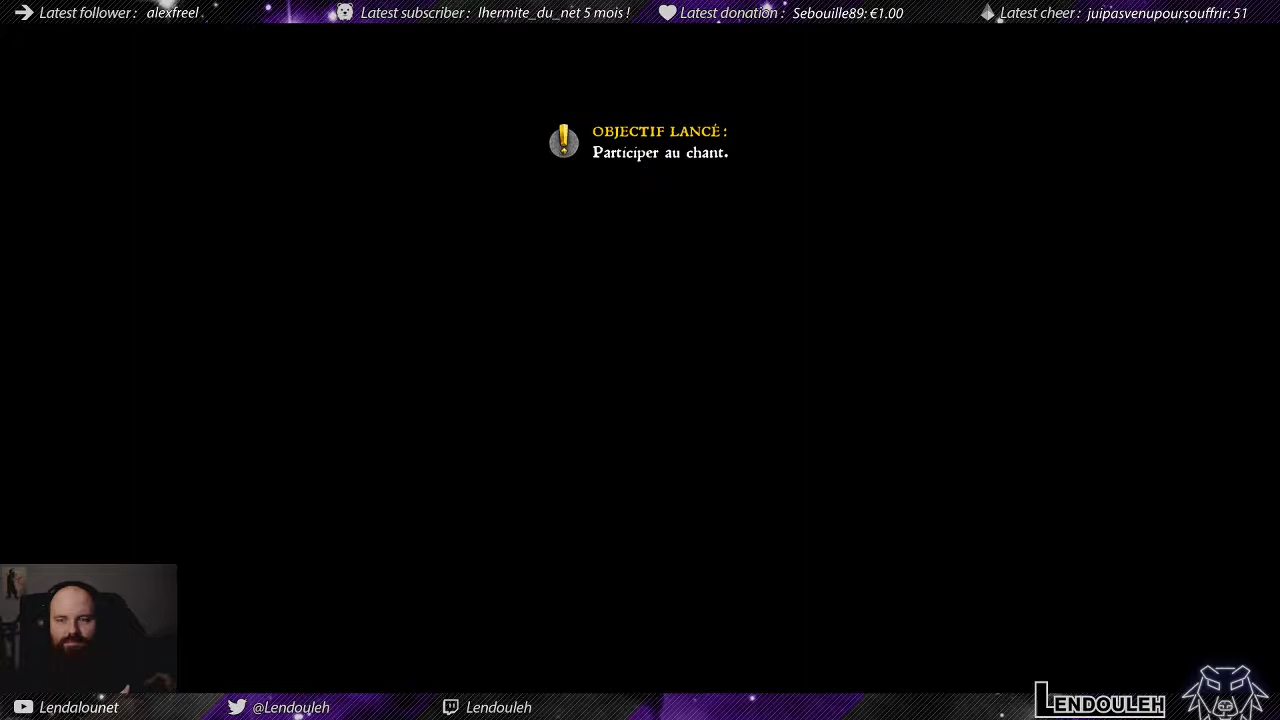 Latest follower : alexfreel
Latest subscriber : lhermite_du_net 5 mois !
Latest donation : Sebouille89: €1.00
Latest cheer : juipasvenupoursouffrir: 51
OBJECTIF LANCÉ :
Participer au chant.
Lendalounet
@Lendouleh
Lendouleh
LENDOULEH